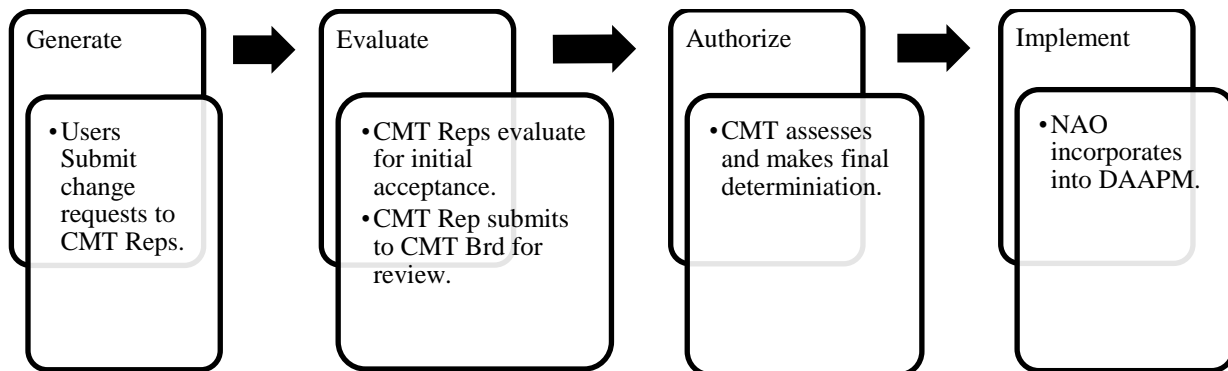 Generate
•Users
Submit
change
requests to
CMT Reps.
Evaluate
•CMT Reps evaluate
for initial
acceptance.
•CMT Rep submits
to CMT Brd for
review.
Authorize
•CMT assesses
and makes final
determiniation.
Implement
•NAO
incorporates
into DAAPM.